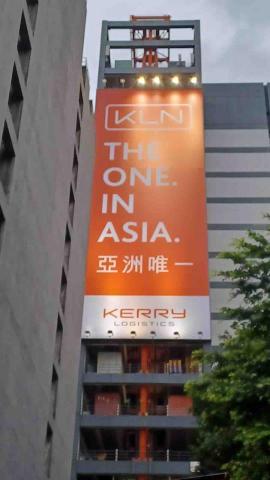 KLN
THE
ONE.
IN
ASIA.
亞洲唯一
KERRY
LOGISTICS